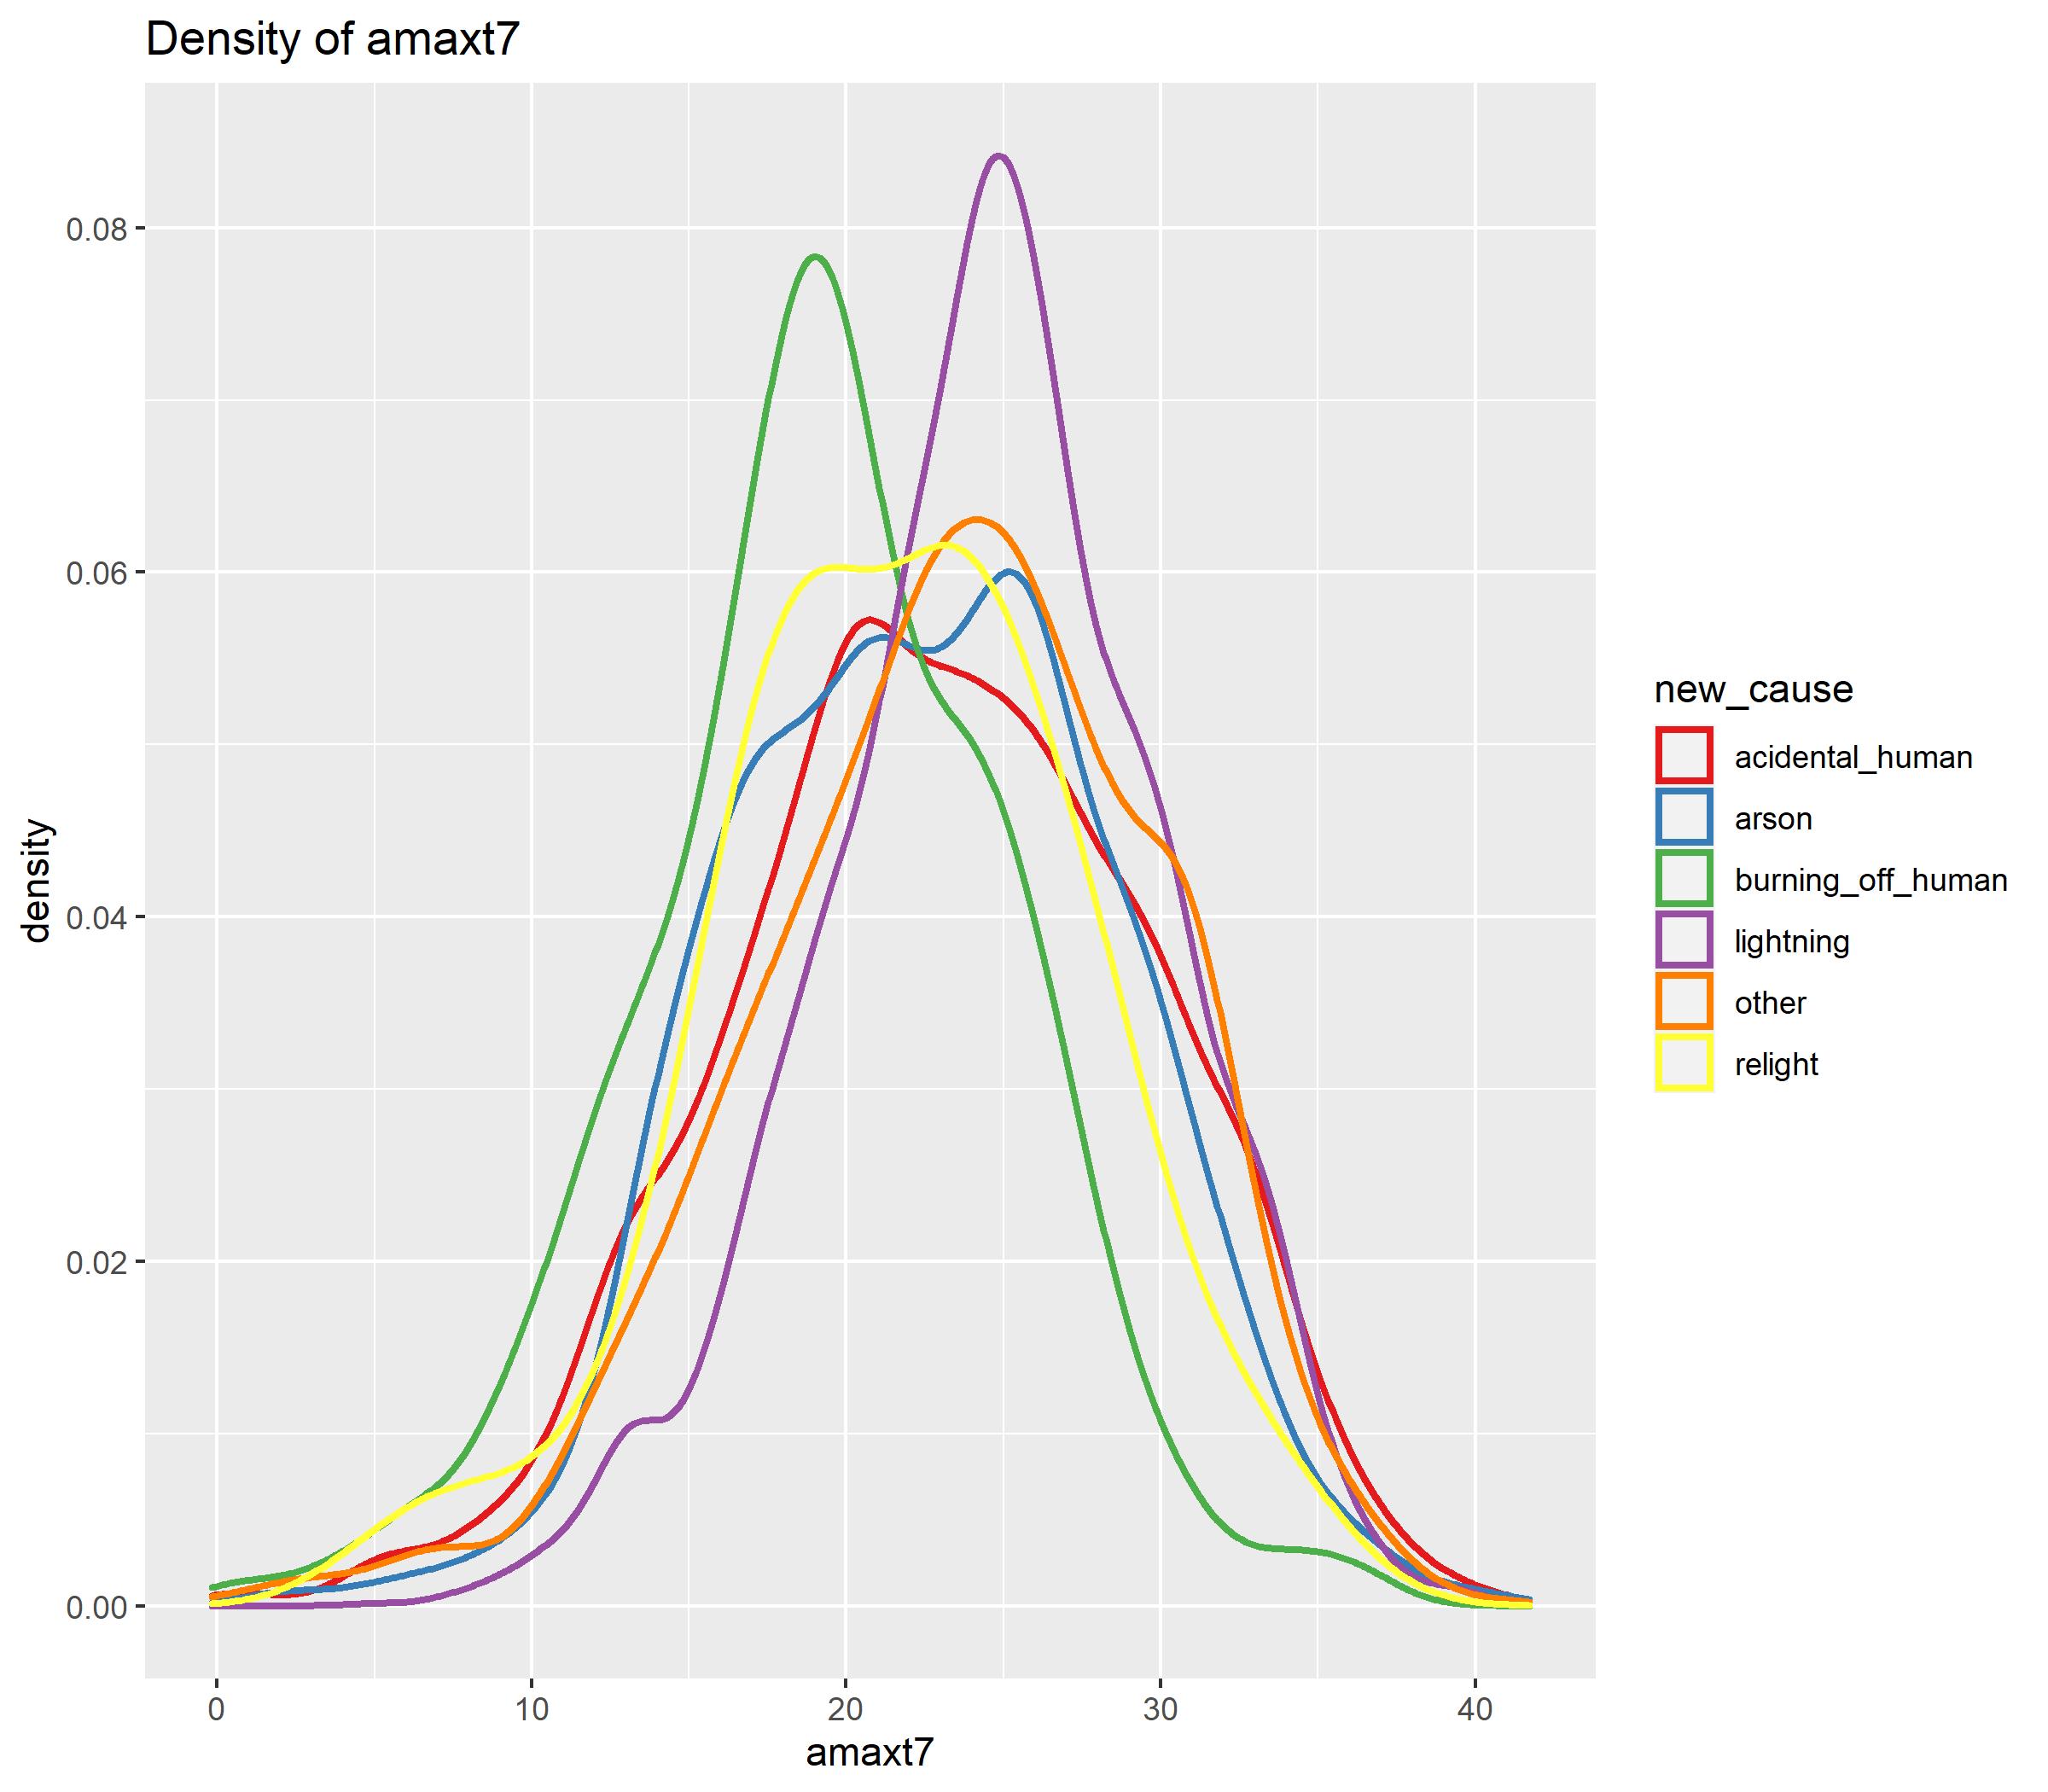 Density of amaxt7
0.08
0.06
0.04
0.02
0.00
density
0 10 20 30 40
amaxt7
new_cause
acidental_human
arson
burning_off_human
lightning
other
relight